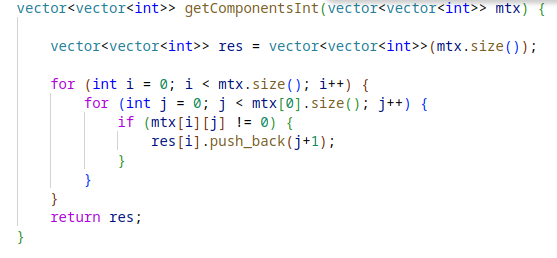 vector<vector<int>> getComponentsInt(vector<vector<int>> mtx) {
    vector<vector<int>> res = vector<vector<int>>(mtx.size());
    for (int i = 0; i < mtx.size(); i++) {
        for (int j = 0; j < mtx[0].size(); j++) {
            if (mtx[i][j] != 0) {
                res[i].push_back(j+1);
            }
        }
    }
    return res;
}